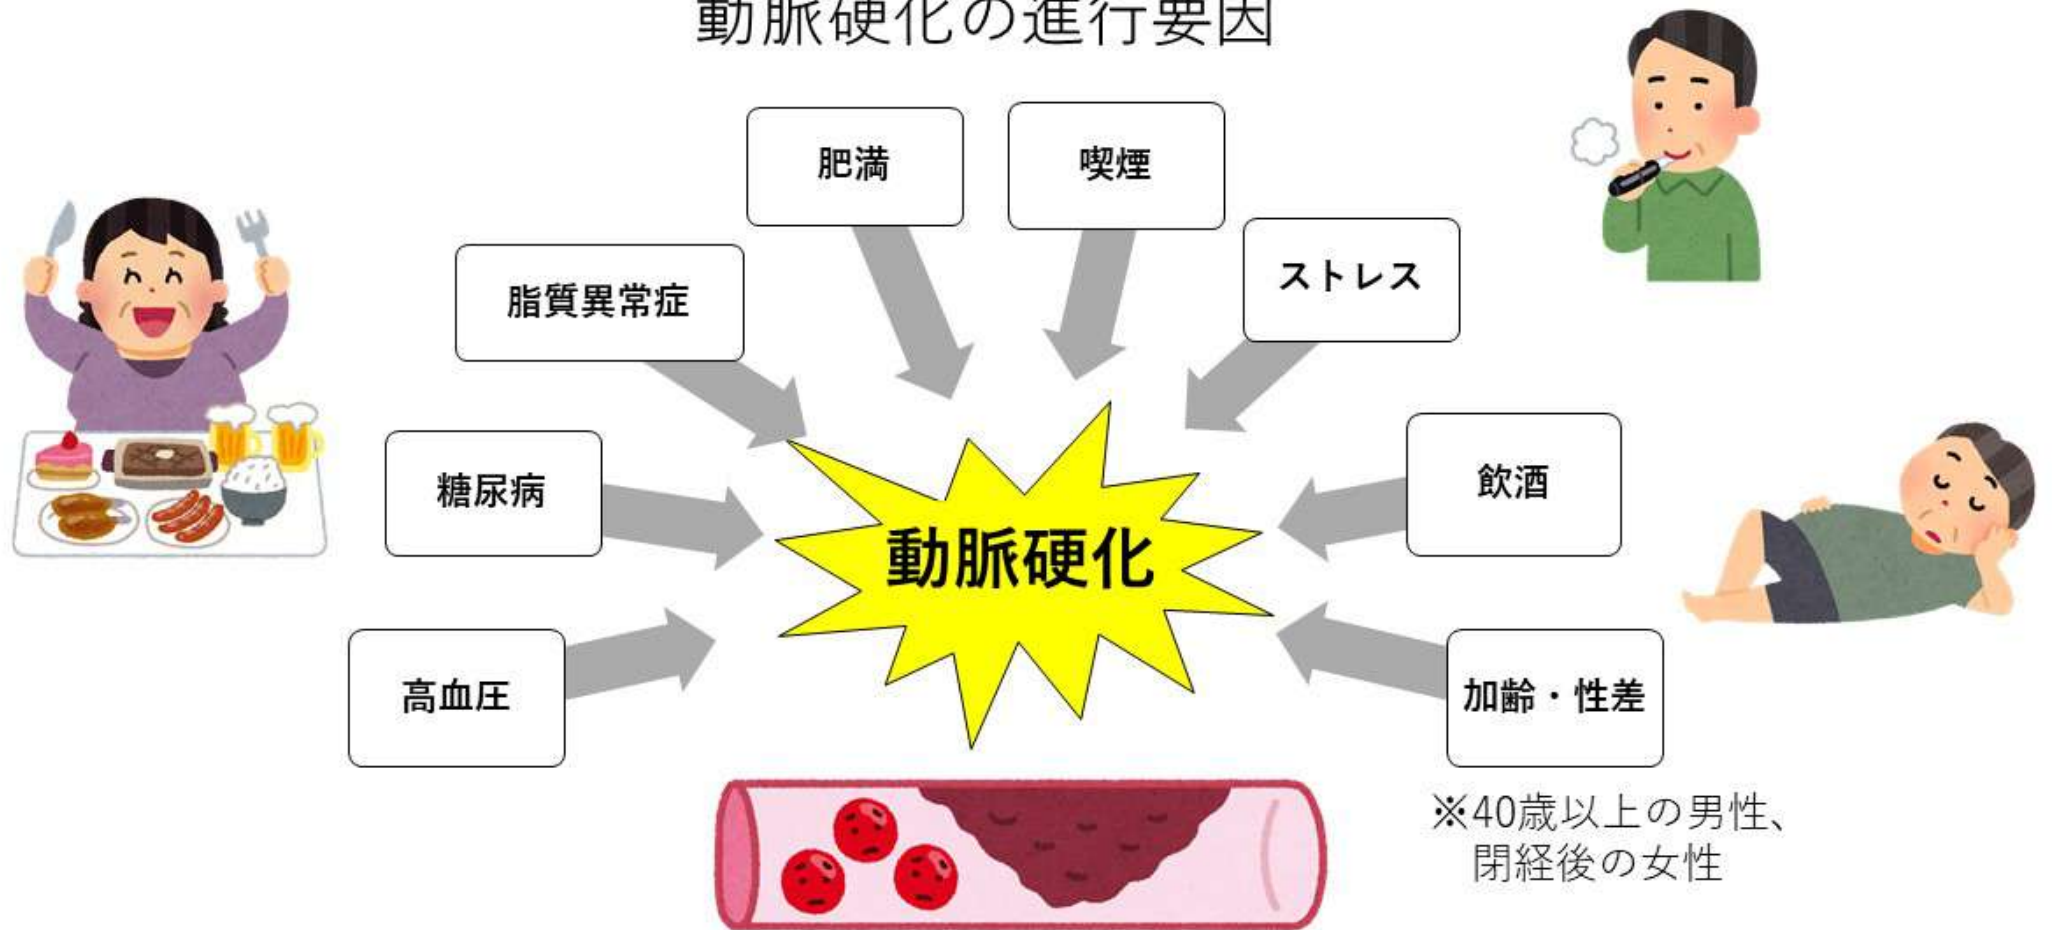 動脈硬化の進行要因
肥満
喫煙
脂質異常症
ストレス
糖尿病
飲酒
動脈硬化
高血圧
加齢・性差
※40歳以上の男性、
閉経後の女性